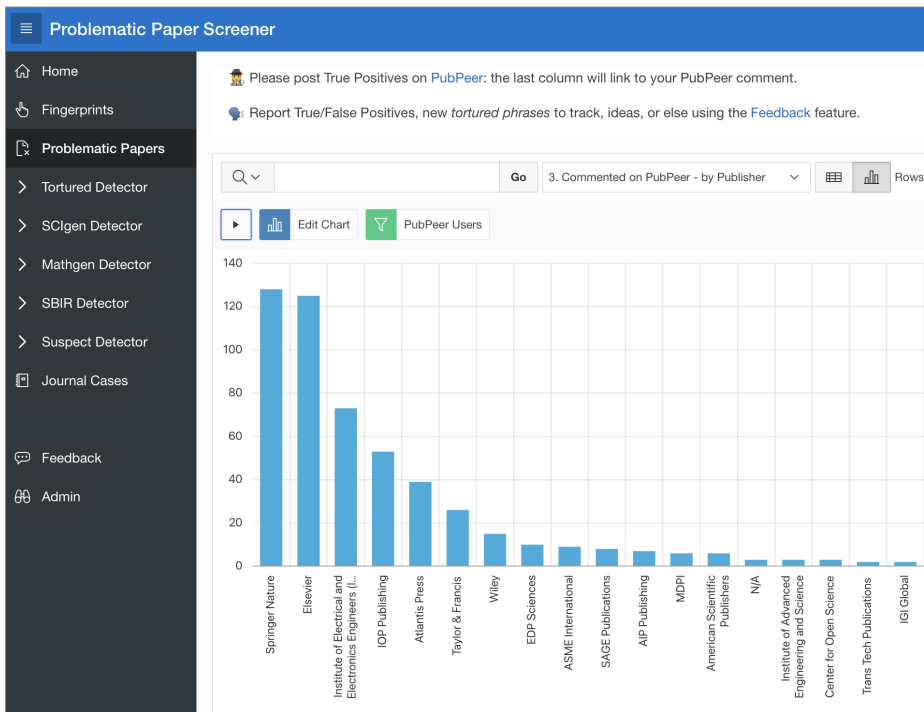 Problematic Paper Screener
Home
Fingerprints
Problematic Papers
Tortured Detector
SCIgen Detector
Mathgen Detector
SBIR Detector
Suspect Detector
Journal Cases
Feedback
Admin
Please post True Positives on PubPeer: the last column will link to your PubPeer comment.
Report True/False Positives, new tortured phrases to track, ideas, or else using the Feedback feature.
Go
3. Commented on PubPeer - by Publisher
Rows
Edit Chart
PubPeer Users
140
120
100
80
60
40
20
0
Springer Nature
Elsevier
Institute of Electrical and
Electronics Engineers (I...
IOP Publishing
Atlantis Press
Taylor & Francis
Wiley
EDP Sciences
ASME International
SAGE Publications
AIP Publishing
MDPI
American Scientific
Publishers
N/A
Institute of Advanced
Engineering and Science
Center for Open Science
Trans Tech Publications
IGI Global